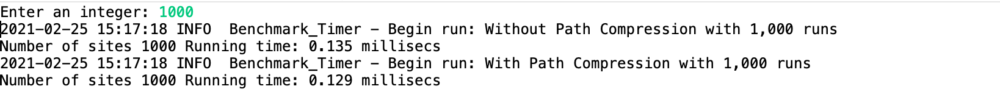 Enter an integer: 1000
2021-02-25 15:17:18 INFO  Benchmark_Timer - Begin run: Without Path Compression with 1,000 runs
Number of sites 1000 Running time: 0.135 millisecs
2021-02-25 15:17:18 INFO  Benchmark_Timer - Begin run: With Path Compression with 1,000 runs
Number of sites 1000 Running time: 0.129 millisecs